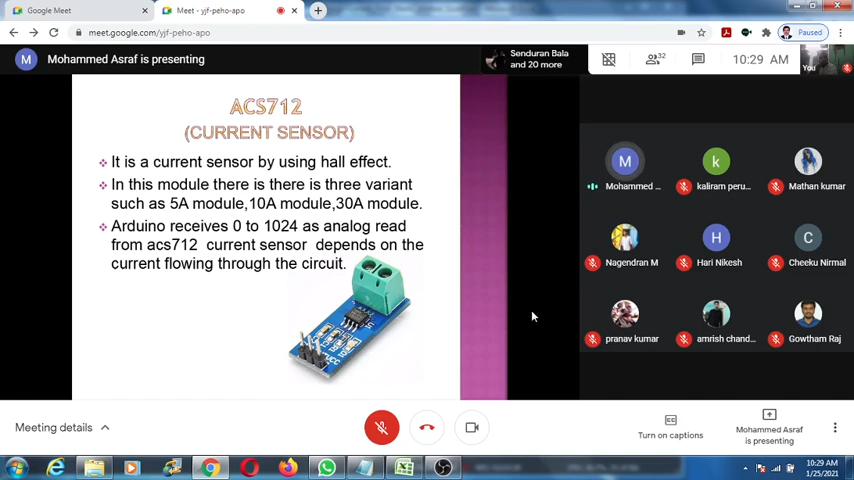 Google Meet
Meet - yjf-peho-apo
meet.google.com/yjf-peho-apo
Paused
M
Mohammed Asraf is presenting
Senduran Bala
and 20 more
32
10:29 AM
You
ACS712
(CURRENT SENSOR)
It is a current sensor by using hall effect.
In this module there is there is three variant
such as 5A module,10A module,30A module.
Arduino receives 0 to 1024 as analog read
from acs712 current sensor depends on the
current flowing through the circuit.
M
k
Mohammed ...
kaliram peru...
Mathan kumar
H
C
Nagendran M
Hari Nikesh
Cheeku Nirmal
pranav kumar
amrish chand...
Gowtham Raj
Meeting details
Turn on captions
Mohammed Asraf
is presenting
10:29 AM
1/25/2021